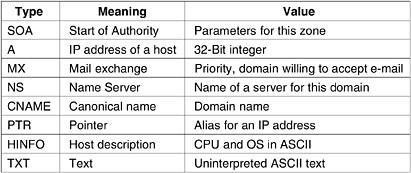 Type Meaning Value
SOA Start of Authority Parameters for this zone
A IP address of a host 32-Bit integer
MX Mail exchange Priority, domain willing to accept e-mail
NS Name Server Name of a server for this domain
CNAME Canonical name Domain name
PTR Pointer Alias for an IP address
HINFO Host description CPU and OS in ASCII
TXT Text Uninterpreted ASCII text